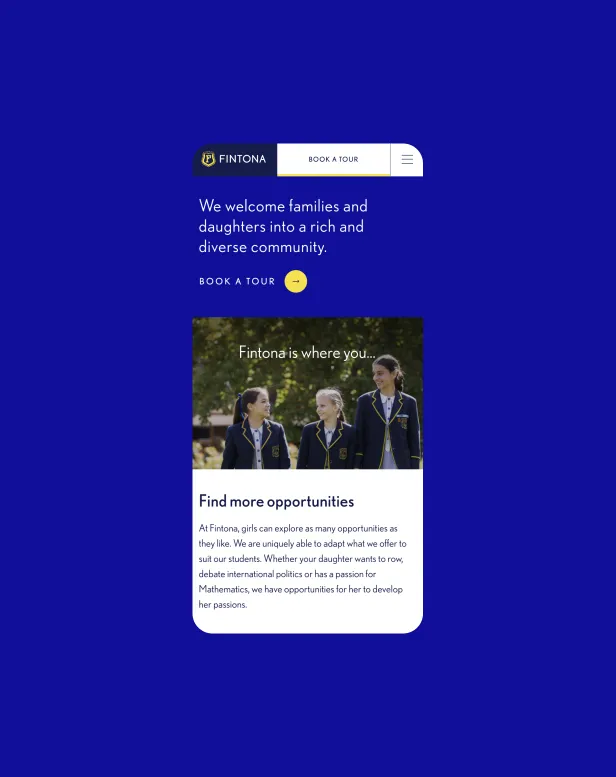 FINTONA
BOOK A TOUR
We welcome families and
daughters into a rich and
diverse community.
BOOK A TOUR →
Fintona is where you...
Find more opportunities
At Fintona, girls can explore as many opportunities as
they like. We are uniquely able to adapt what we offer to
suit our students. Whether your daughter wants to row,
debate international politics or has a passion for
Mathematics, we have opportunities for her to develop
her passions.